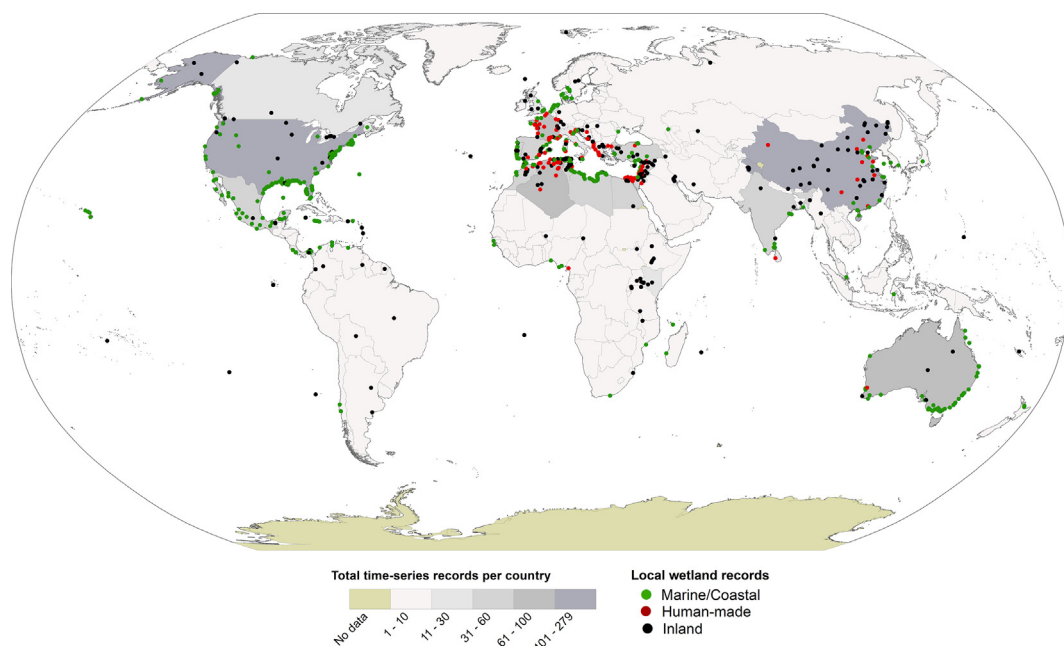 Total time-series records per country
No data
1 - 10
11 - 30
31 - 60
61 - 100
101 - 279
Local wetland records
Marine/Coastal
Human-made
Inland